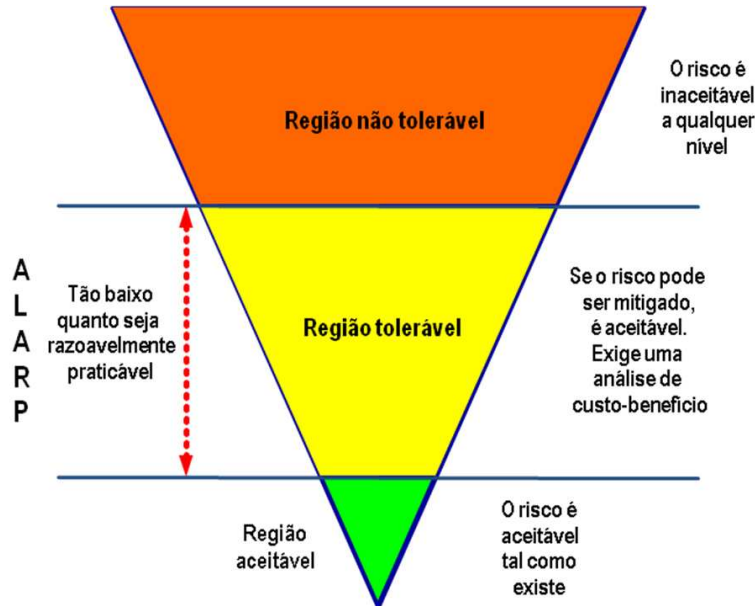 O risco é
inaceitável
a qualquer
nível
Região não tolerável
A
L
A
R
P
Tão baixo
quanto seja
razoavelmente
praticável
Região tolerável
Se o risco pode
ser mitigado,
é aceitável.
Exige uma
análise de
custo-benefício
Região
aceitável
O risco é
aceitável
tal como
existe